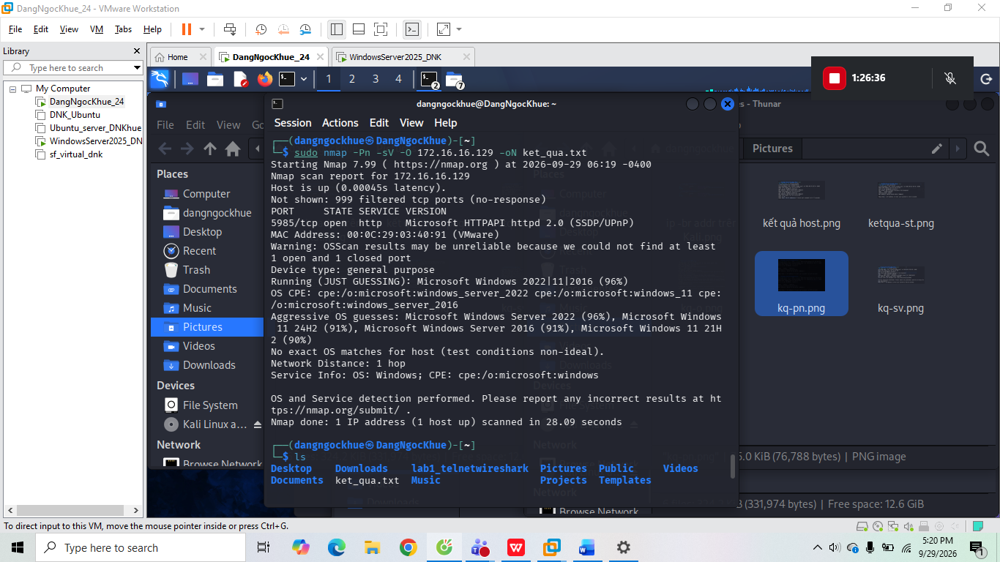 DangNgocKhue_24 - VMware Workstation
File Edit View VM Tabs Help
Library
Type here to search
My Computer
DangNgocKhue_24
DNK_Ubuntu
Ubuntu_server_DNKhue
WindowsServer2025_DN
sf_virtual_dnk
Home
DangNgocKhue_24
WindowsServer2025_DNK
1 2 3 4
2
7
1:26:36
- Thunar
File Edit View
Places
Computer
dangngockhue
Desktop
Recent
Trash
Documents
Music
Pictures
Videos
Downloads
Devices
File System
Kali Linux a...
Network
Browse Network
dangngockhue@DangNgocKhue: ~
Session Actions Edit View Help
┌──(dangngockhue㉿DangNgocKhue)-[~]
└─$ sudo nmap -Pn -sV -O 172.16.16.129 -oN ket_qua.txt
Starting Nmap 7.99 ( https://nmap.org ) at 2026-09-29 06:19 -0400
Nmap scan report for 172.16.16.129
Host is up (0.00045s latency).
Not shown: 999 filtered tcp ports (no-response)
PORT     STATE SERVICE VERSION
5985/tcp open  http    Microsoft HTTPAPI httpd 2.0 (SSDP/UPnP)
MAC Address: 00:0C:29:03:40:91 (VMware)
Warning: OSScan results may be unreliable because we could not find at least
1 open and 1 closed port
Device type: general purpose
Running (JUST GUESSING): Microsoft Windows 2022|11|2016 (96%)
OS CPE: cpe:/o:microsoft:windows_server_2022 cpe:/o:microsoft:windows_11 cpe:
/o:microsoft:windows_server_2016
Aggressive OS guesses: Microsoft Windows Server 2022 (96%), Microsoft Windows
11 24H2 (91%), Microsoft Windows Server 2016 (91%), Microsoft Windows 11 21H
2 (90%)
No exact OS matches for host (test conditions non-ideal).
Network Distance: 1 hop
Service Info: OS: Windows; CPE: cpe:/o:microsoft:windows
OS and Service detection performed. Please report any incorrect results at ht
tps://nmap.org/submit/ .
Nmap done: 1 IP address (1 host up) scanned in 28.09 seconds
┌──(dangngockhue㉿DangNgocKhue)-[~]
└─$ ls
Desktop Downloads lab1_telnetwireshark Pictures Public Videos
Documents ket_qua.txt Music Projects Templates
Pictures
kết quả host.png
ketqua-st.png
kq-pn.png
kq-sv.png
(76,788 bytes) | PNG image
(331,974 bytes) | Free space: 12.6 GiB
Browse Network
To direct input to this VM, move the mouse pointer inside or press Ctrl+G.
Type here to search
5:20 PM
9/29/2026
1